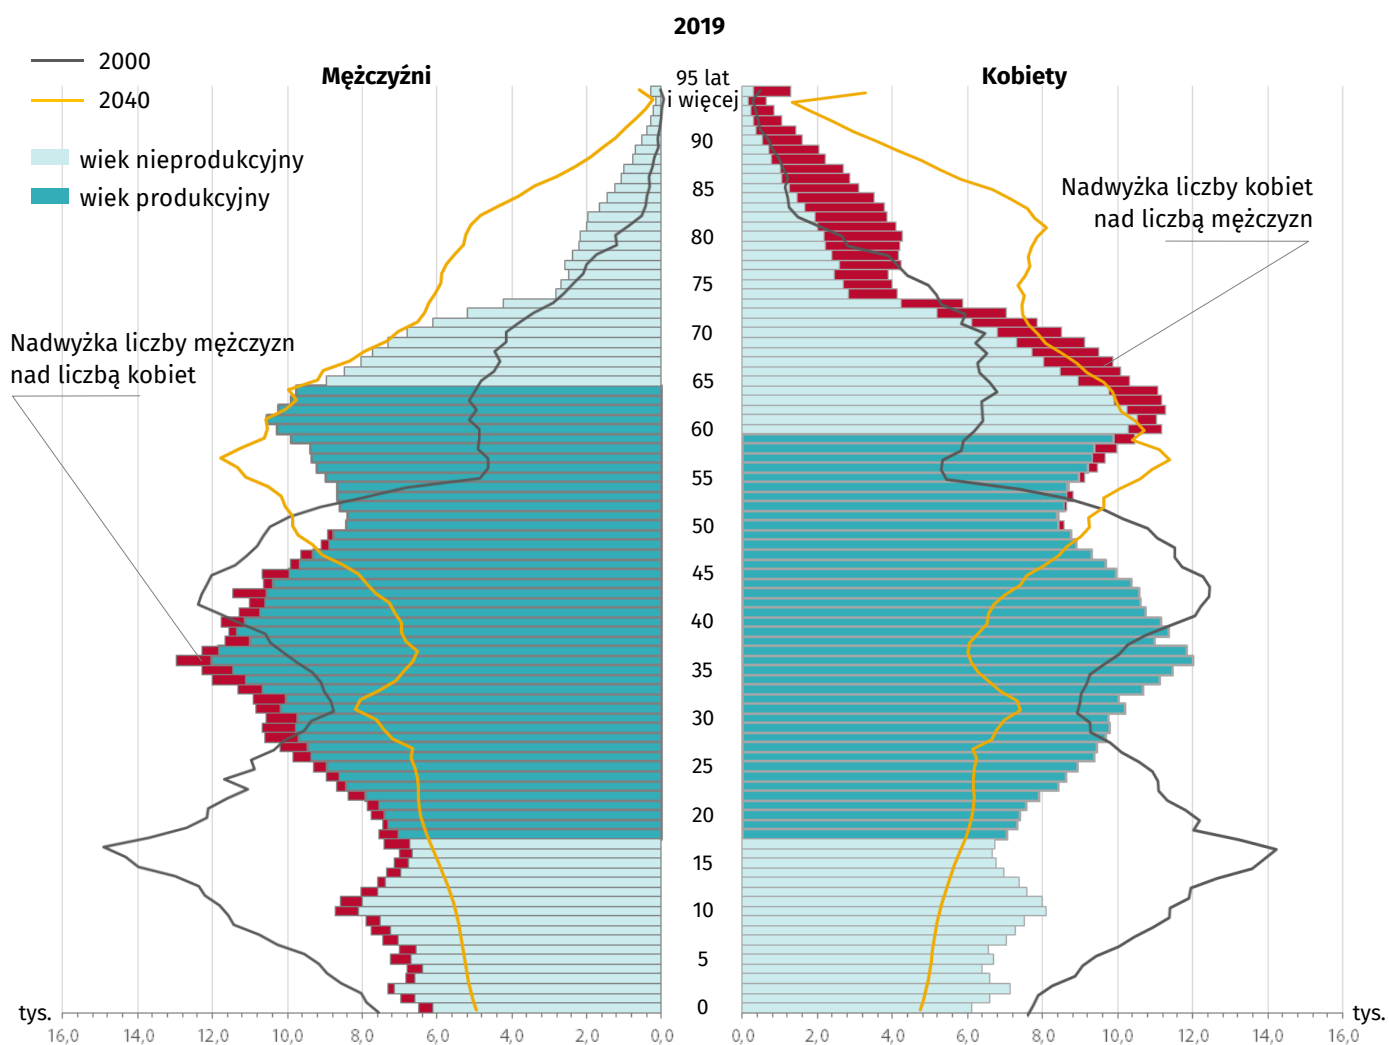 2019
2000
2040
Mężczyźni
95 lat
i więcej
Kobiety
wiek nieprodukcyjny
wiek produkcyjny
Nadwyżka liczby kobiet
nad liczbą mężczyzn
Nadwyżka liczby mężczyzn
nad liczbą kobiet
90
85
80
75
70
65
60
55
50
45
40
35
30
25
20
15
10
5
0
tys.
16,0 14,0 12,0 10,0 8,0 6,0 4,0 2,0 0,0
0,0 2,0 4,0 6,0 8,0 10,0 12,0 14,0 16,0
tys.